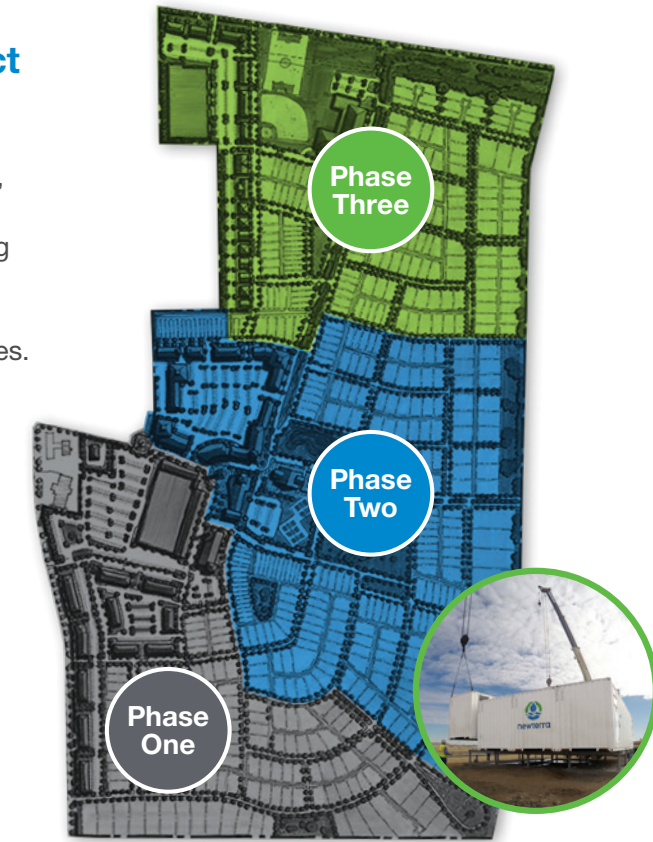 ct
,
g
es.
Phase
Three
Phase
Two
Phase
One
newterra